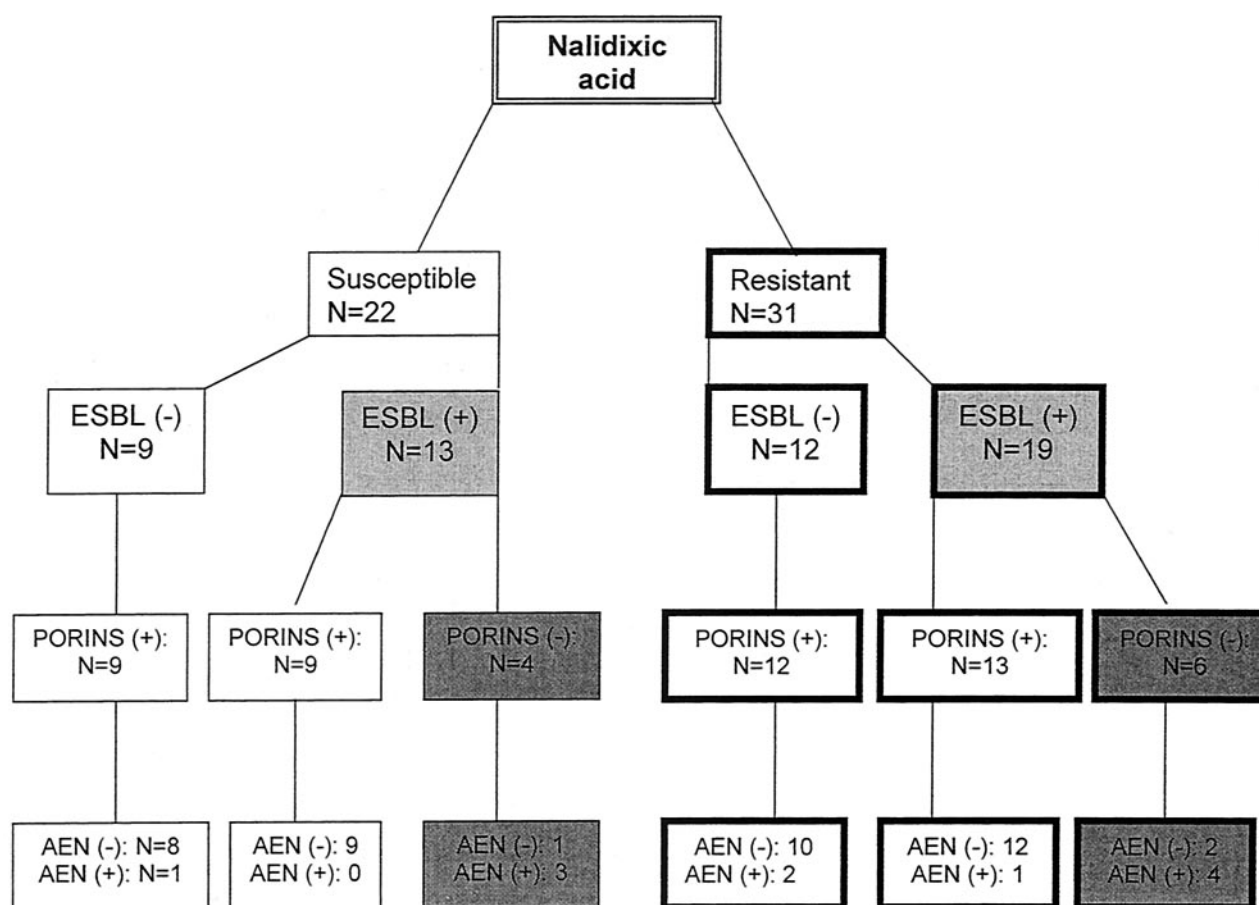 Nalidixic
acid
Susceptible
N=22
Resistant
N=31
ESBL (-)
N=9
ESBL (+)
N=13
ESBL (-)
N=12
ESBL (+)
N=19
PORINS (+):
N=9
PORINS (+):
N=9
PORINS (-):
N=4
PORINS (+):
N=12
PORINS (+):
N=13
PORINS (-):
N=6
AEN (-): N=8
AEN (+): N=1
AEN (-): 9
AEN (+): 0
AEN (-): 1
AEN (+): 3
AEN (-): 10
AEN (+): 2
AEN (-): 12
AEN (+): 1
AEN (-): 2
AEN (+): 4